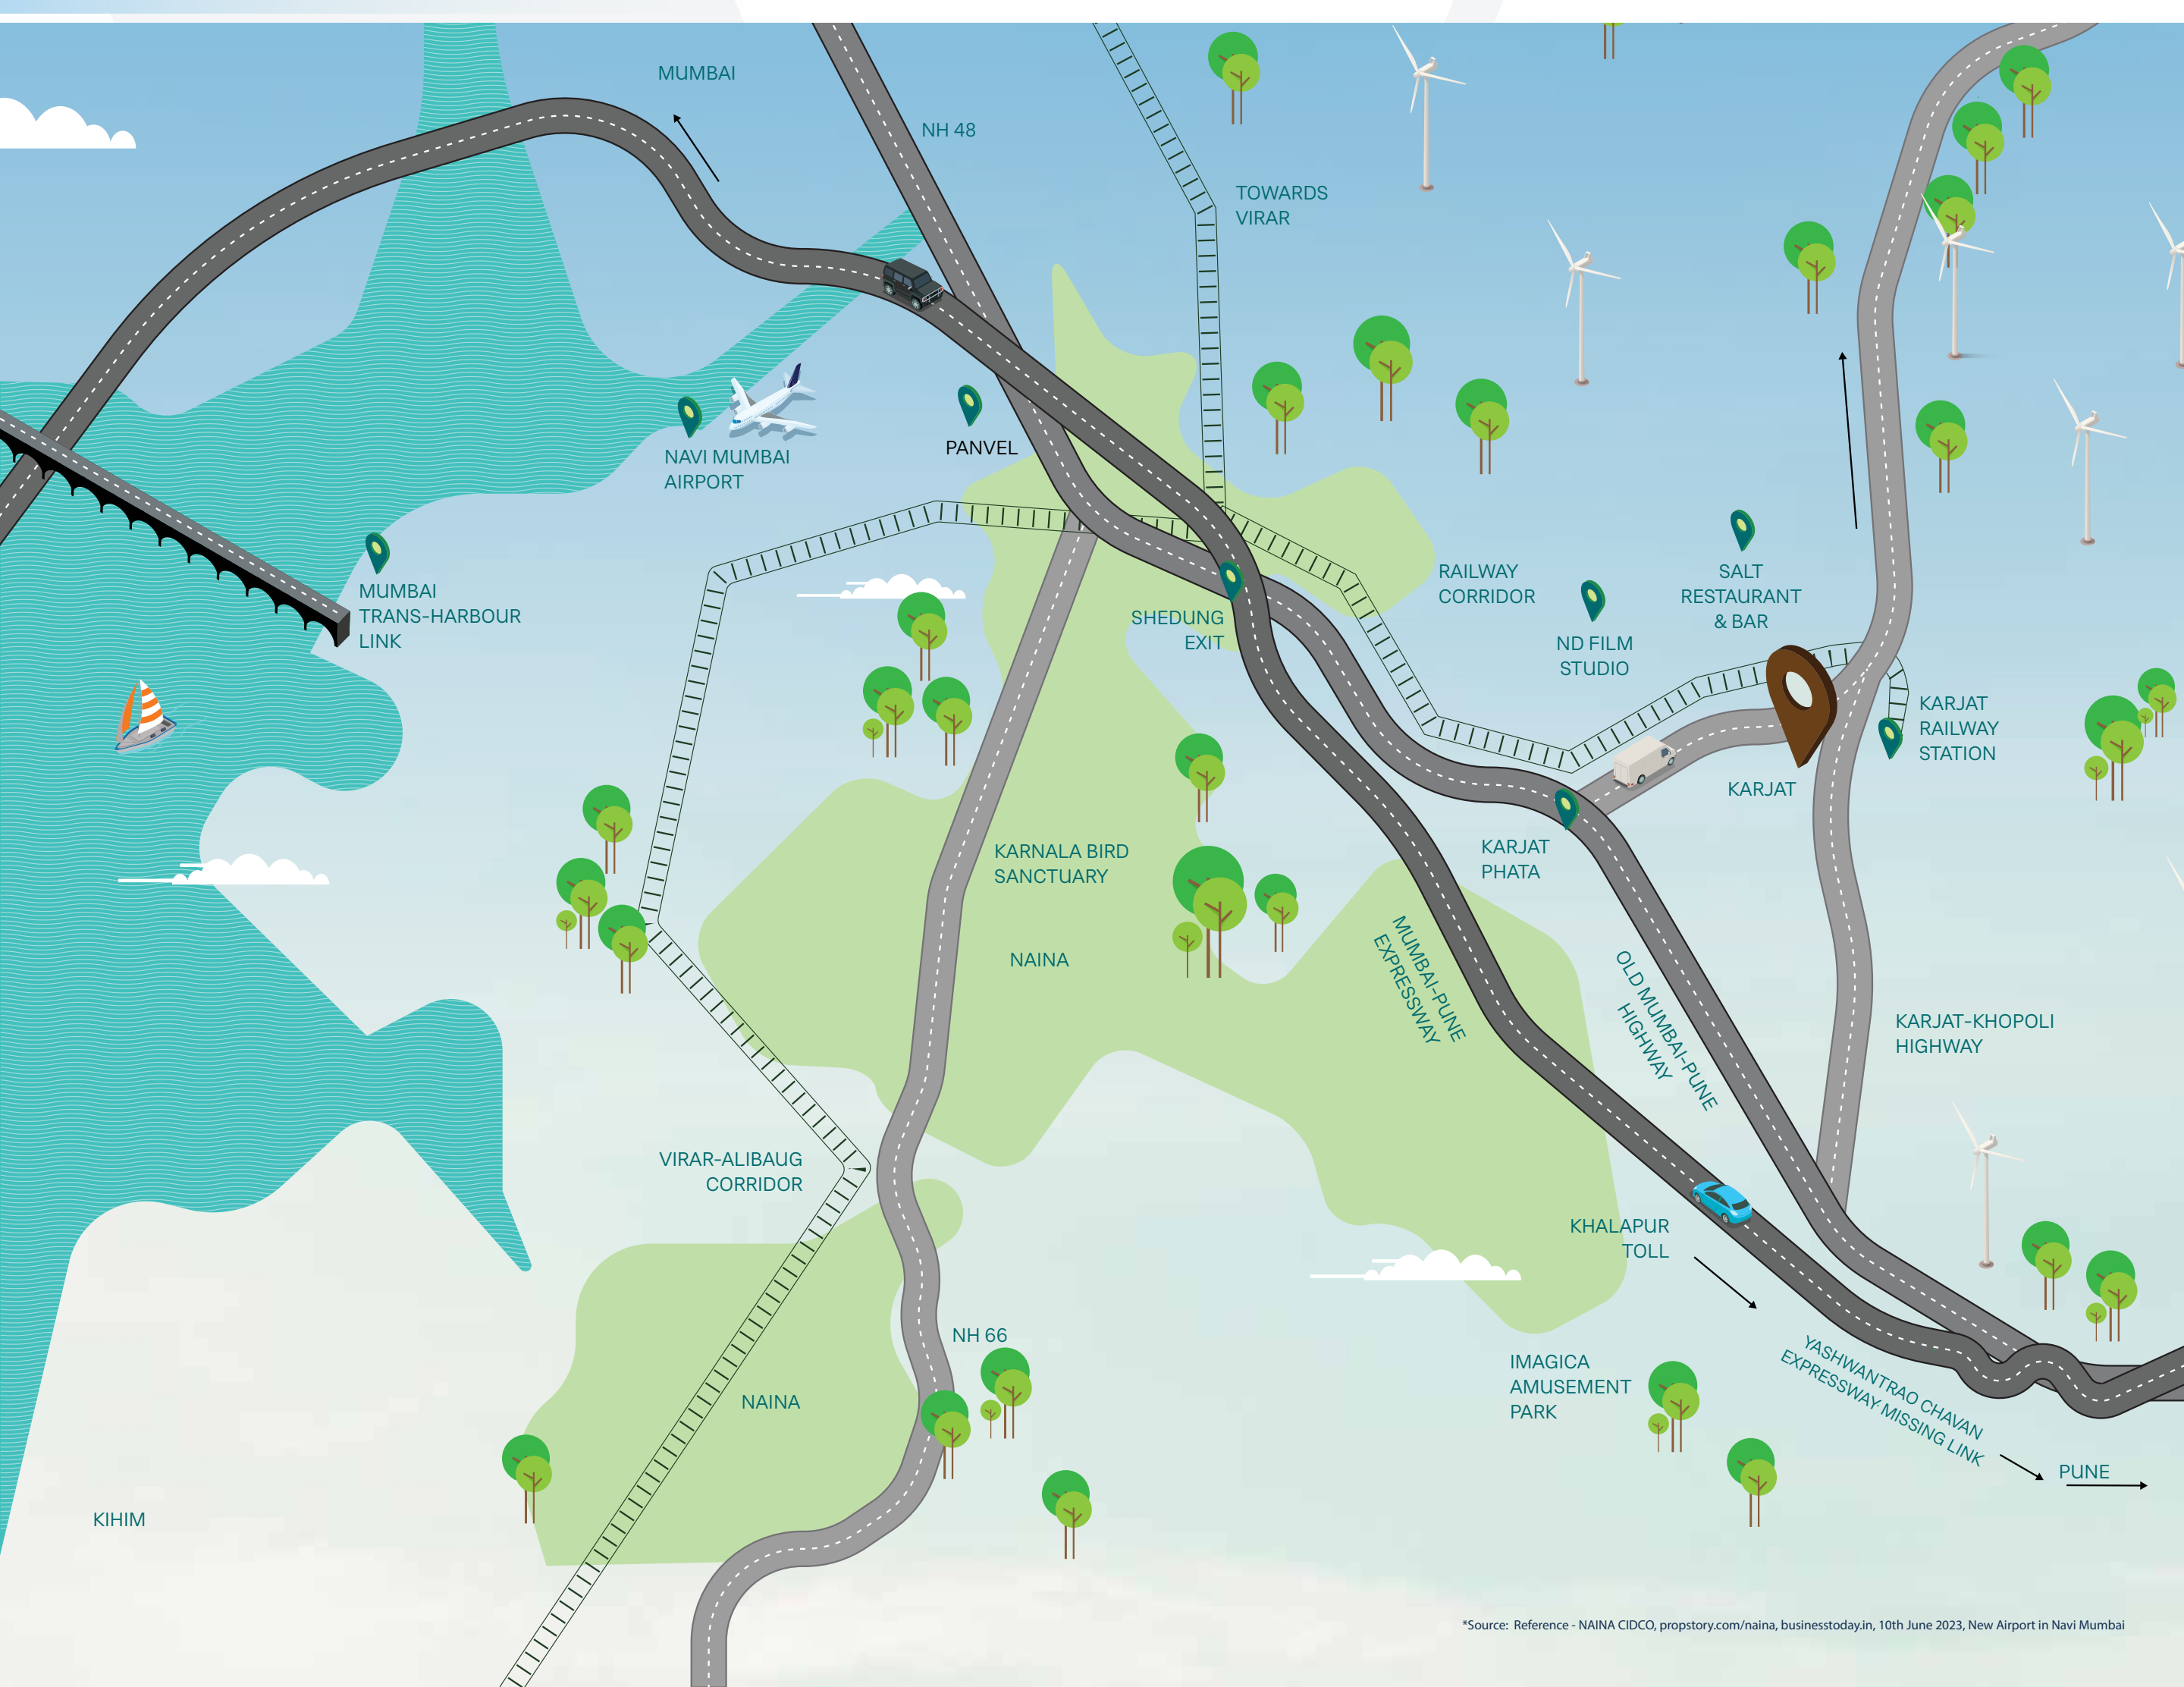 MUMBAI
NH 48
TOWARDS
VIRAR
NAVI MUMBAI
AIRPORT
PANVEL
MUMBAI
TRANS-HARBOUR
LINK
SHEDUNG
EXIT
RAILWAY
CORRIDOR
ND FILM
STUDIO
SALT
RESTAURANT
& BAR
KARJAT
RAILWAY
STATION
KARJAT
KARJAT
PHATA
KARNALA BIRD
SANCTUARY
NAINA
MUMBAI-PUNE
EXPRESSWAY
OLD MUMBAI-PUNE
HIGHWAY
KARJAT-KHOPOLI
HIGHWAY
VIRAR-ALIBAUG
CORRIDOR
KHALAPUR
TOLL
NH 66
NAINA
IMAGICA
AMUSEMENT
PARK
YASHWANTRAO CHAVAN
EXPRESSWAY MISSING LINK
PUNE
KIHIM
*Source: Reference - NAINA CIDCO, propstory.com/naina, businesstoday.in, 10th June 2023, New Airport in Navi Mumbai